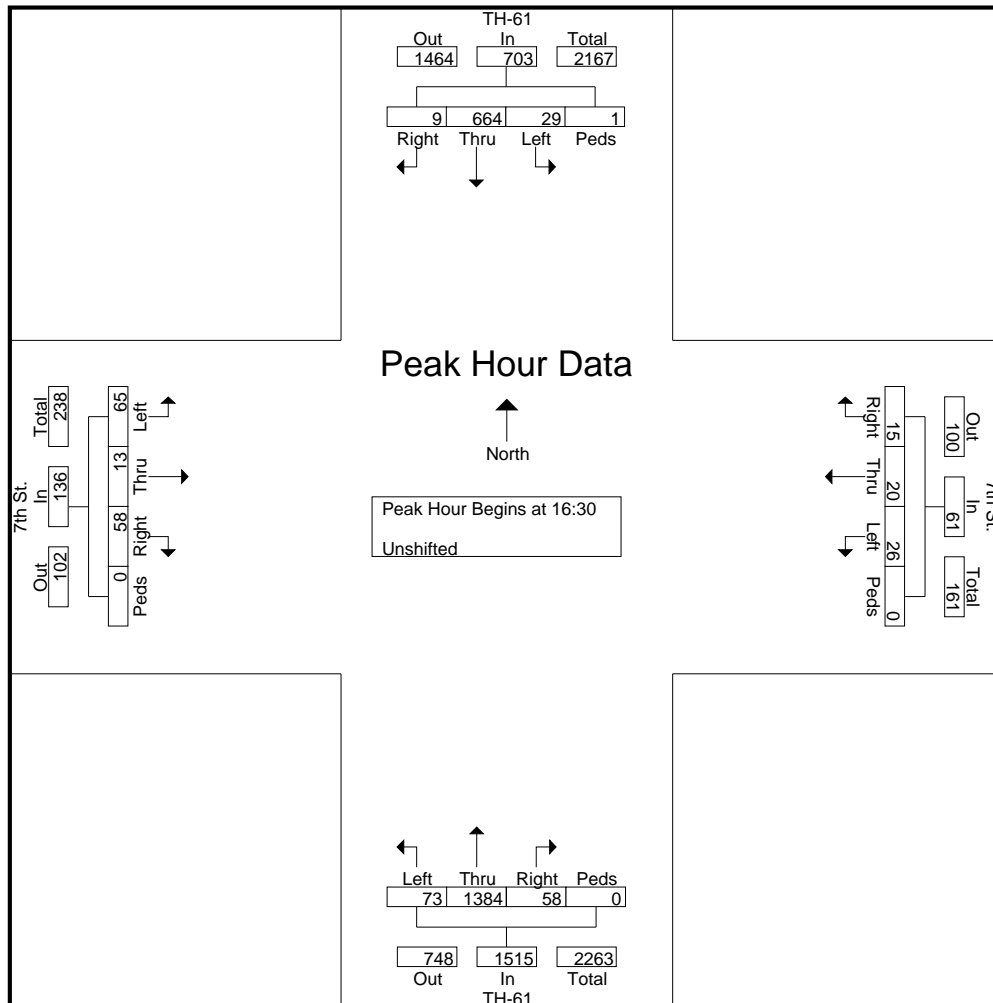 TH-61
Out In Total
1464 703 2167
9 664 29 1
Right Thru Left Peds
Peak Hour Data
North
Peak Hour Begins at 16:30
Unshifted
7th St.
Total In Out
238 136 102
65 13 58 0
Left Thru Right Peds
Right Thru Left Peds
15 20 26 0
Out In Total
100 61 161
7th St.
Left Thru Right Peds
73 1384 58 0
748 1515 2263
Out In Total
TH-61